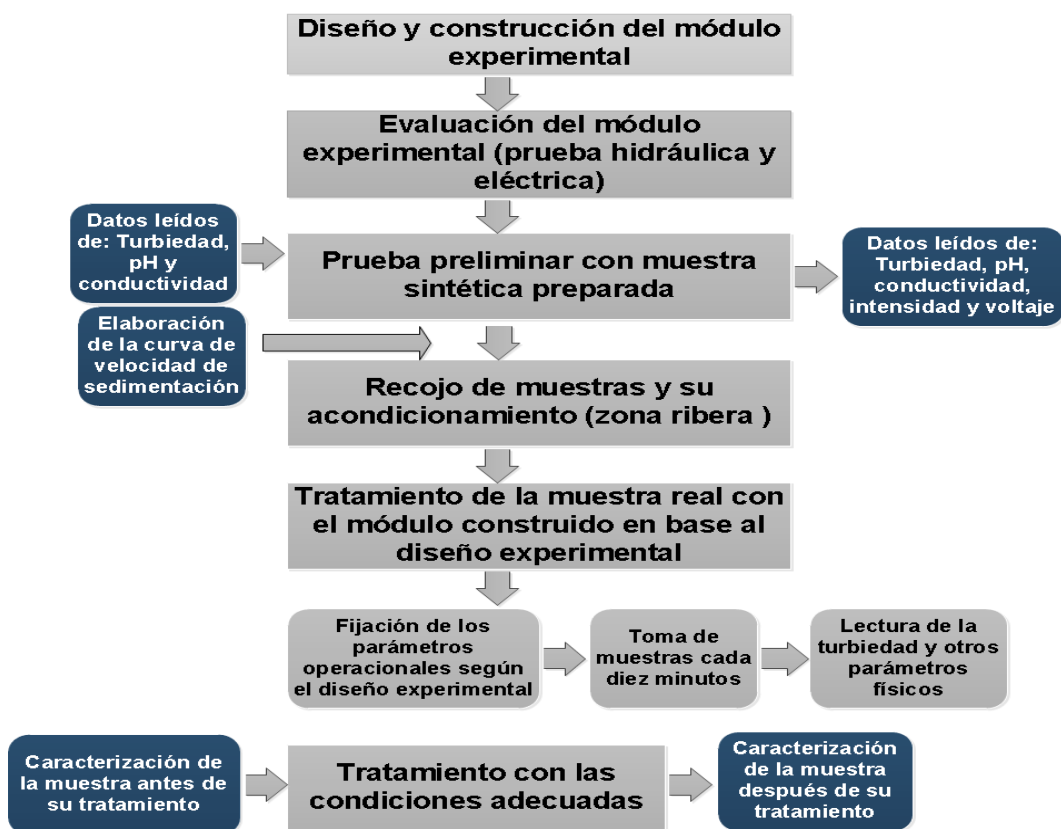 Diseño y construcción del módulo
experimental
Evaluación del módulo
experimental (prueba hidráulica y
eléctrica)
Datos leídos
de: Turbiedad,
pH y
conductividad
Prueba preliminar con muestra
sintética preparada
Datos leídos de:
Turbiedad, pH,
conductividad,
intensidad y voltaje
Elaboración
de la curva de
velocidad de
sedimentación
Recojo de muestras y su
acondicionamiento (zona ribera )
Tratamiento de la muestra real con
el módulo construido en base al
diseño experimental
Fijación de los
parámetros
operacionales según
el diseño experimental
Toma de
muestras cada
diez minutos
Lectura de la
turbiedad y otros
parámetros
físicos
Caracterización de
la muestra antes de
su tratamiento
Tratamiento con las
condiciones adecuadas
Caracterización
de la muestra
después de su
tratamiento